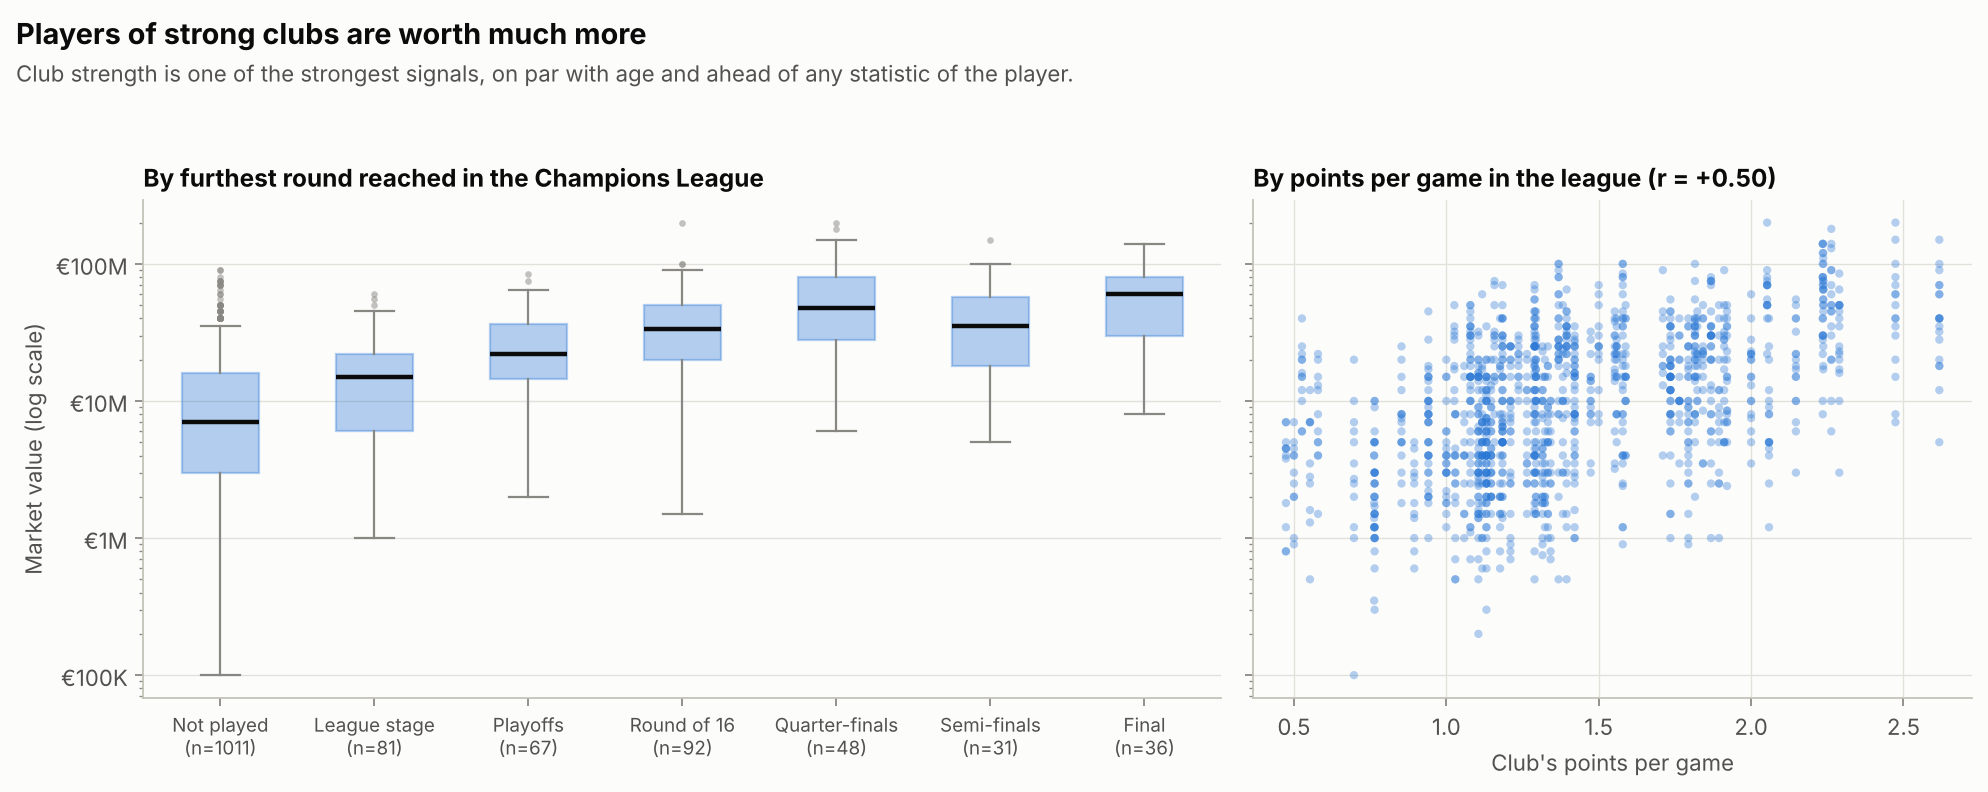 Players of strong clubs are worth much more
Club strength is one of the strongest signals, on par with age and ahead of any statistic of the player.
By furthest round reached in the Champions League
Market value (log scale)
€100M
€10M
€1M
€100K
Not played
(n=1011)
League stage
(n=81)
Playoffs
(n=67)
Round of 16
(n=92)
Quarter-finals
(n=48)
Semi-finals
(n=31)
Final
(n=36)
By points per game in the league (r = +0.50)
0.5
1.0
1.5
2.0
2.5
Club's points per game